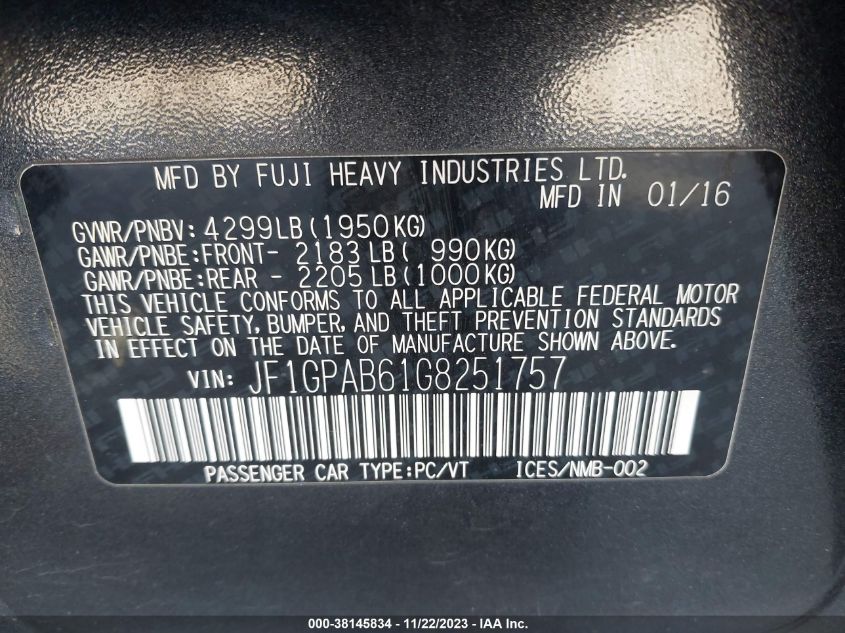 MFD BY FUJI HEAVY INDUSTRIES LTD.
MFD IN 01/16
GVWR/PNBV: 4299LB(1950KG)
GAWR/PNBE:FRONT- 2183LB( 990KG)
GAWR/PNBE:REAR - 2205LB(1000KG)
THIS VEHICLE CONFORMS TO ALL APPLICABLE FEDERAL MOTOR
VEHICLE SAFETY, BUMPER, AND THEFT PREVENTION STANDARDS
IN EFFECT ON THE DATE OF MANUFACTURE SHOWN ABOVE.
VIN: JF1GPAB61G8251757
PASSENGER CAR TYPE:PC/VT ICES/NMB-002
000-38145834 - 11/22/2023 - IAA Inc.